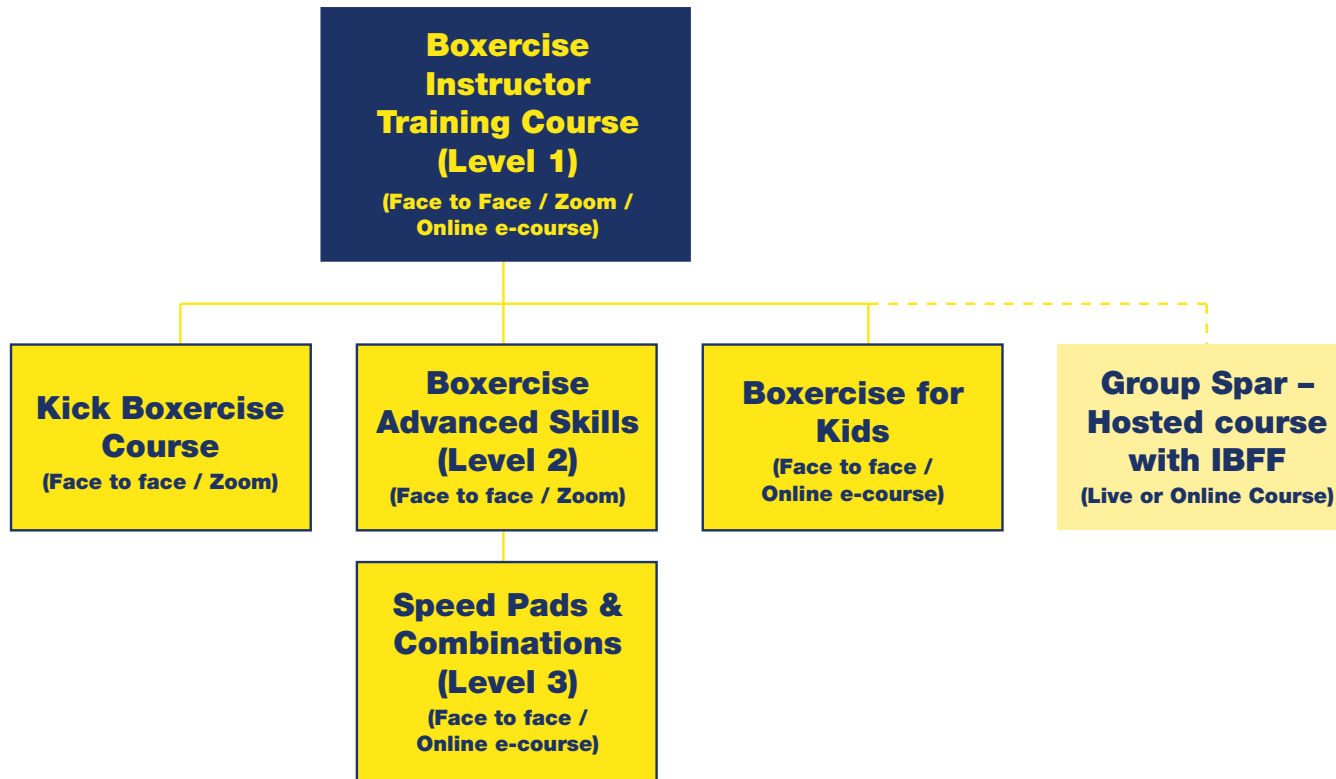 Boxercise
Instructor
Training Course
(Level 1)
(Face to Face / Zoom /
Online e-course)
Kick Boxercise
Course
(Face to face / Zoom)
Boxercise
Advanced Skills
(Level 2)
(Face to face / Zoom)
Boxercise for
Kids
(Face to face /
Online e-course)
Group Spar –
Hosted course
with IBFF
(Live or Online Course)
Speed Pads &
Combinations
(Level 3)
(Face to face /
Online e-course)